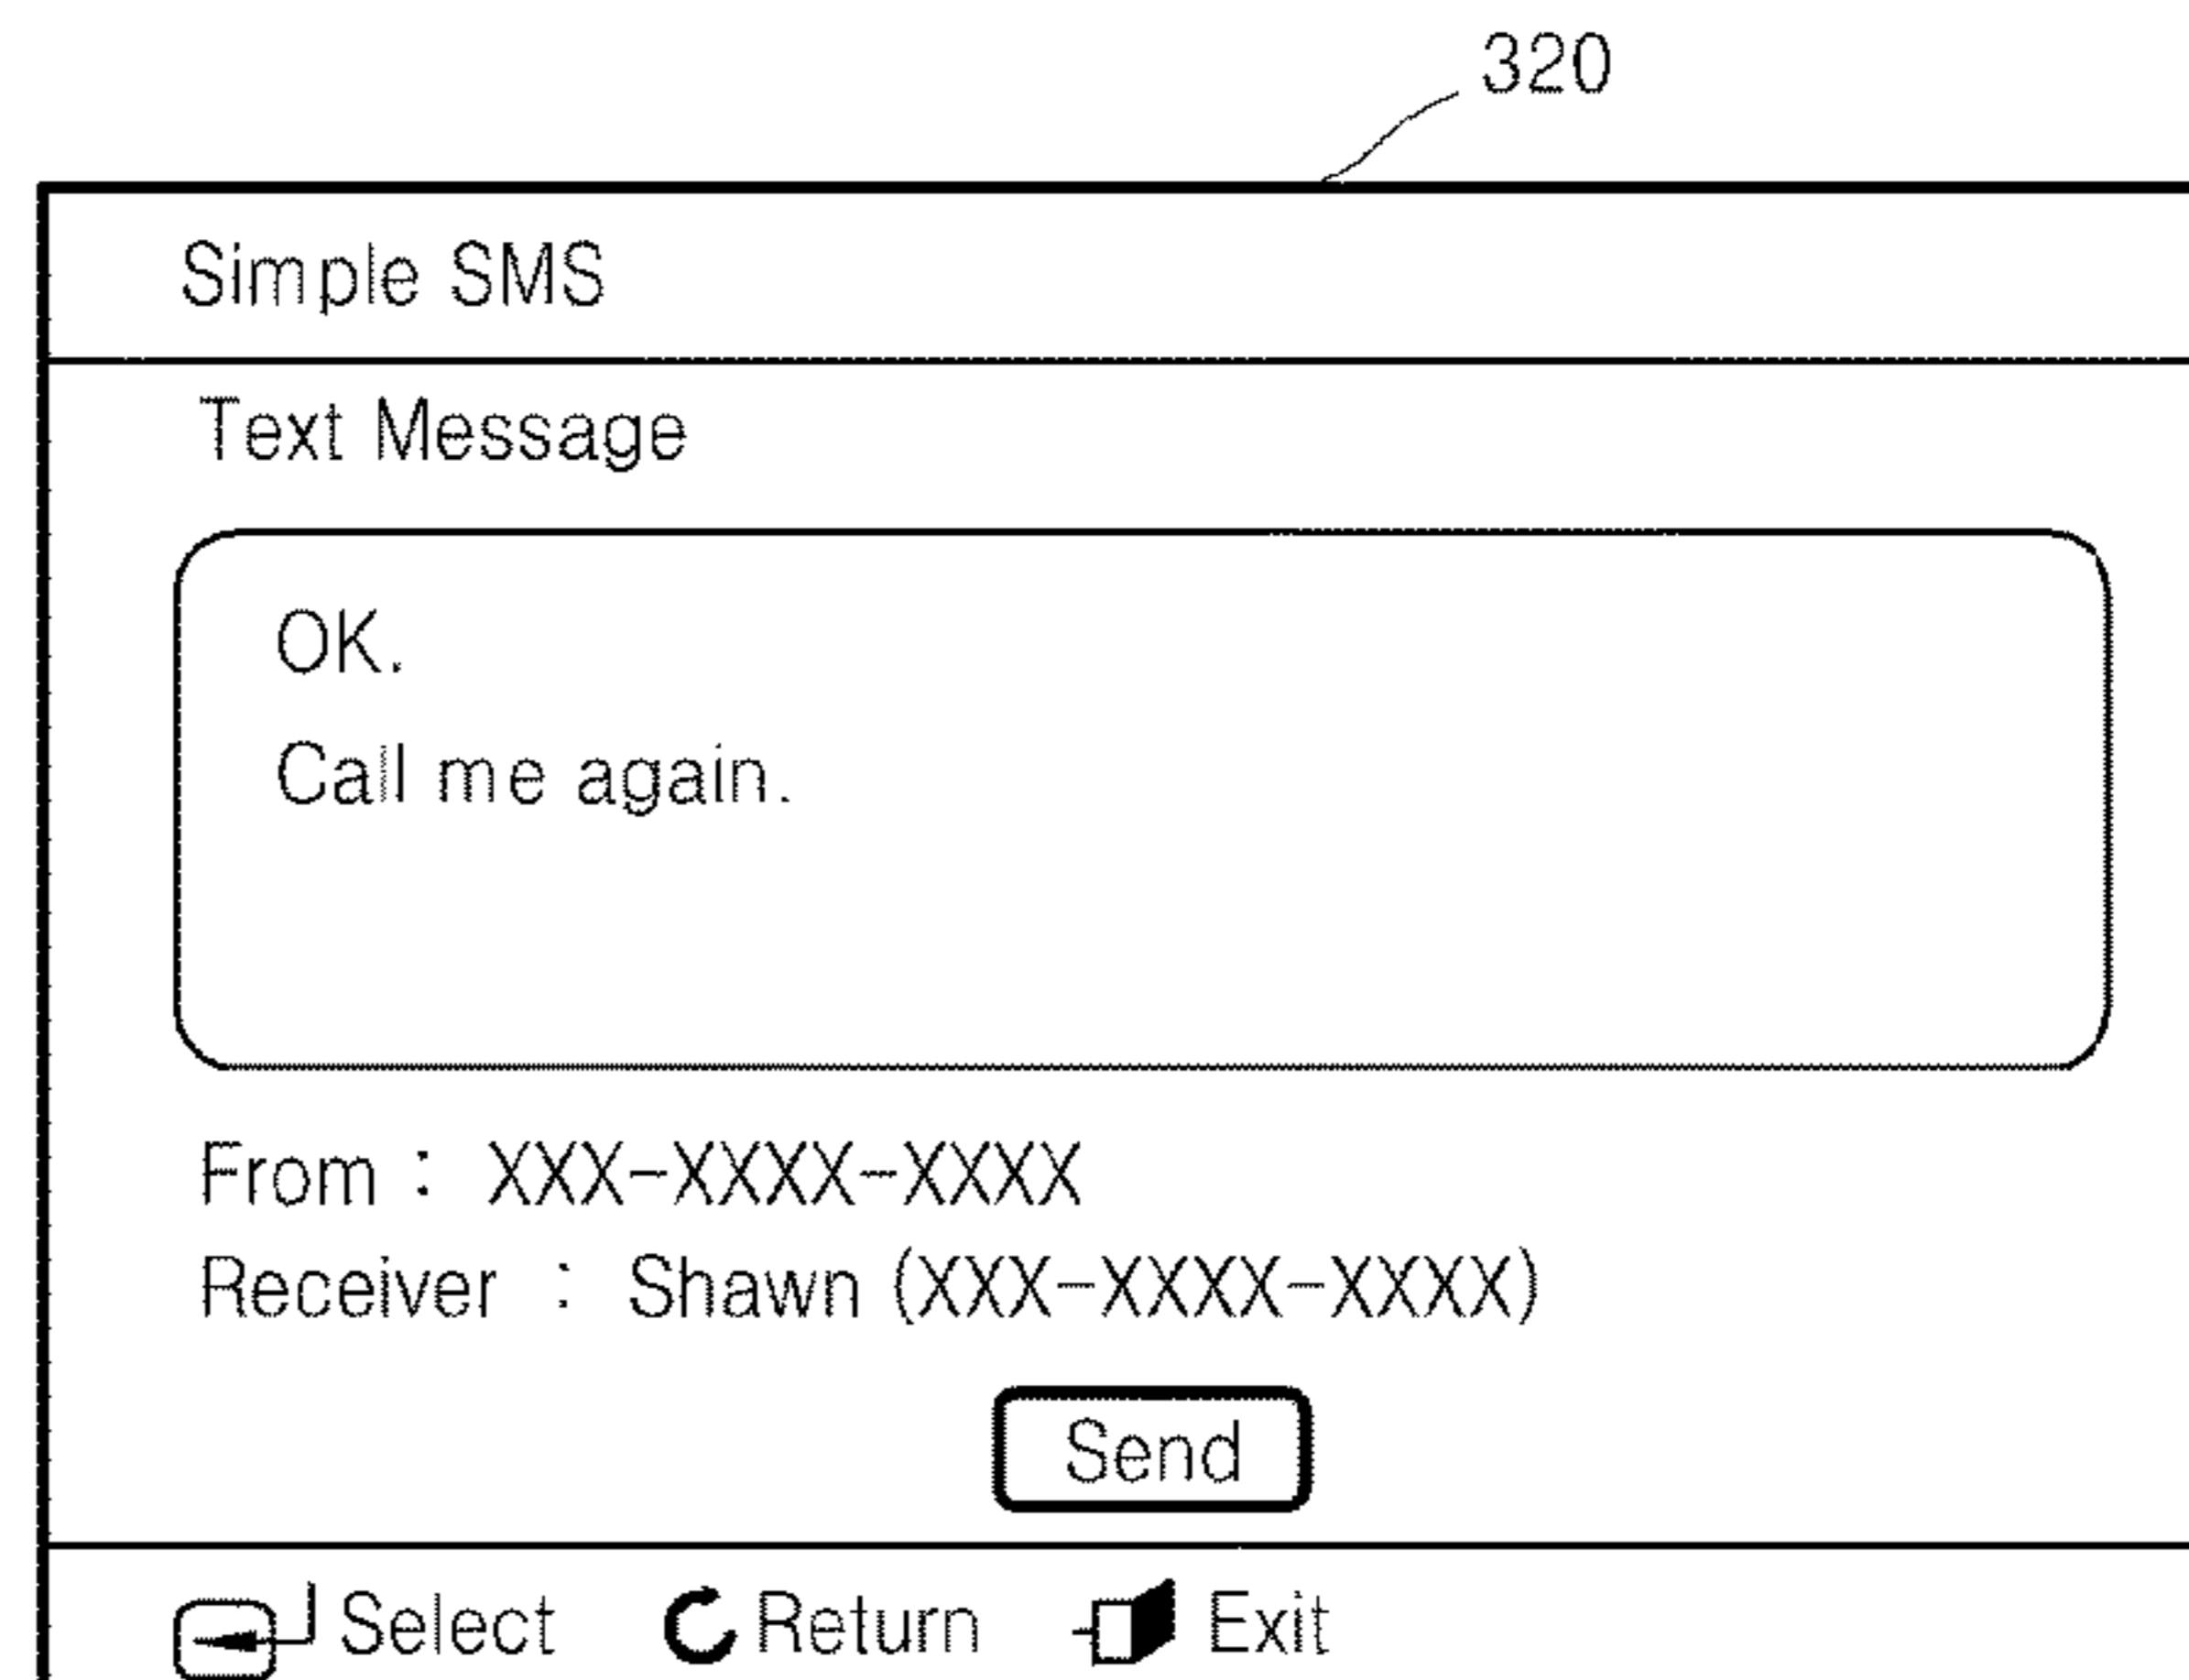 320
Simple SMS
Text Message
OK.
Call me again.
From : XXX-XXXX-XXXX
Receiver : Shawn (XXX-XXXX-XXXX)
Send
Select Return Exit